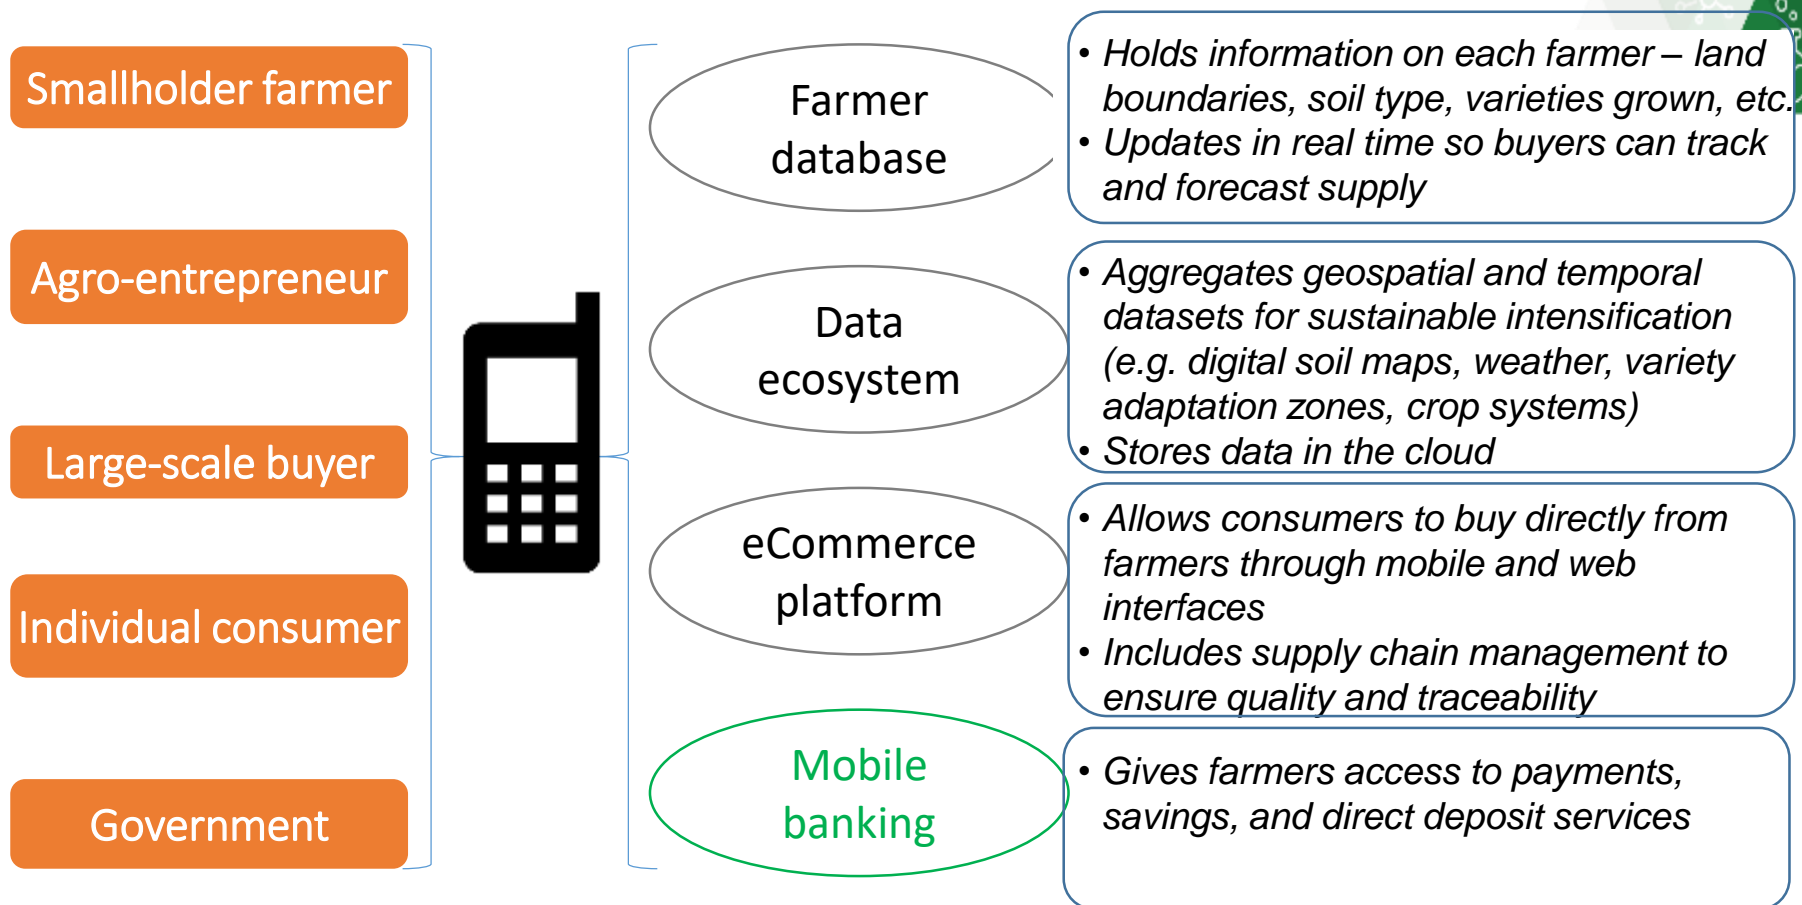 Smallholder farmer
Agro-entrepreneur
Large-scale buyer
Individual consumer
Government
Farmer
database
• Holds information on each farmer – land
boundaries, soil type, varieties grown, etc.
• Updates in real time so buyers can track
and forecast supply
Data
ecosystem
• Aggregates geospatial and temporal
datasets for sustainable intensification
(e.g. digital soil maps, weather, variety
adaptation zones, crop systems)
• Stores data in the cloud
eCommerce
platform
• Allows consumers to buy directly from
farmers through mobile and web
interfaces
• Includes supply chain management to
ensure quality and traceability
Mobile
banking
• Gives farmers access to payments,
savings, and direct deposit services